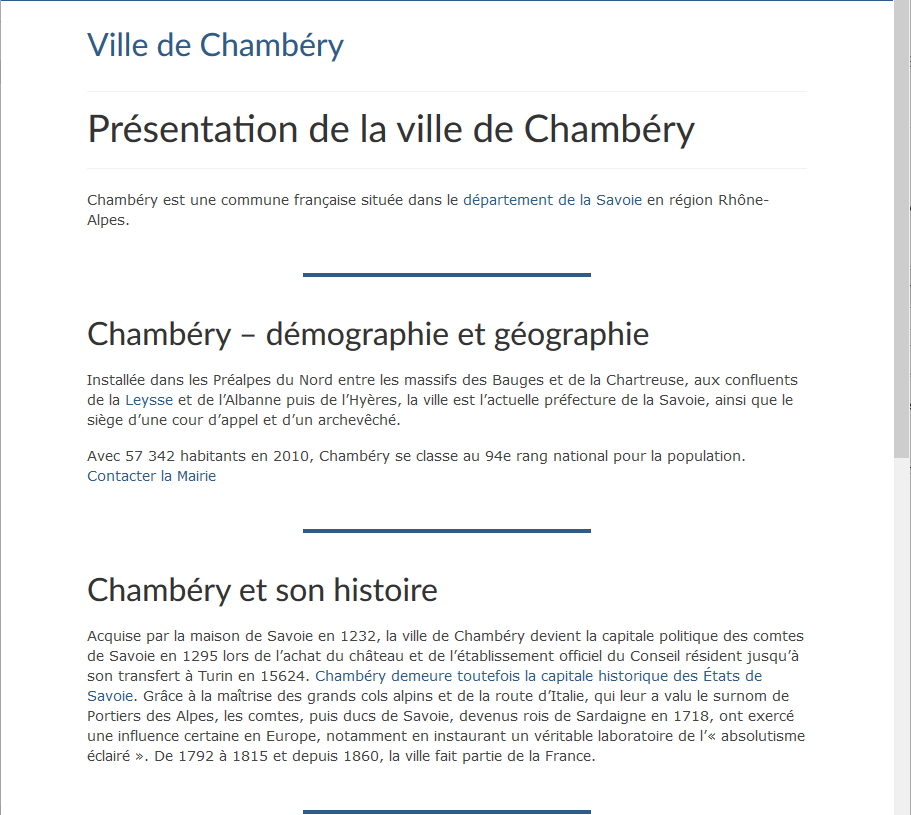 Ville de Chambéry
Présentation de la ville de Chambéry
Chambéry est une commune française située dans le département de la Savoie en région Rhône-
Alpes.
Chambéry – démographie et géographie
Installée dans les Préalpes du Nord entre les massifs des Bauges et de la Chartreuse, aux confluents
de la Leysse et de l’Albanne puis de l’Hyères, la ville est l’actuelle préfecture de la Savoie, ainsi que le
siège d’une cour d’appel et d’un archevêché.
Avec 57 342 habitants en 2010, Chambéry se classe au 94e rang national pour la population.
Contacter la Mairie
Chambéry et son histoire
Acquise par la maison de Savoie en 1232, la ville de Chambéry devient la capitale politique des comtes
de Savoie en 1295 lors de l’achat du château et de l’établissement officiel du Conseil résident jusqu’à
son transfert à Turin en 15624. Chambéry demeure toutefois la capitale historique des États de
Savoie. Grâce à la maîtrise des grands cols alpins et de la route d’Italie, qui leur a valu le surnom de
Portiers des Alpes, les comtes, puis ducs de Savoie, devenus rois de Sardaigne en 1718, ont exercé
une influence certaine en Europe, notamment en instaurant un véritable laboratoire de l’« absolutisme
éclairé ». De 1792 à 1815 et depuis 1860, la ville fait partie de la France.